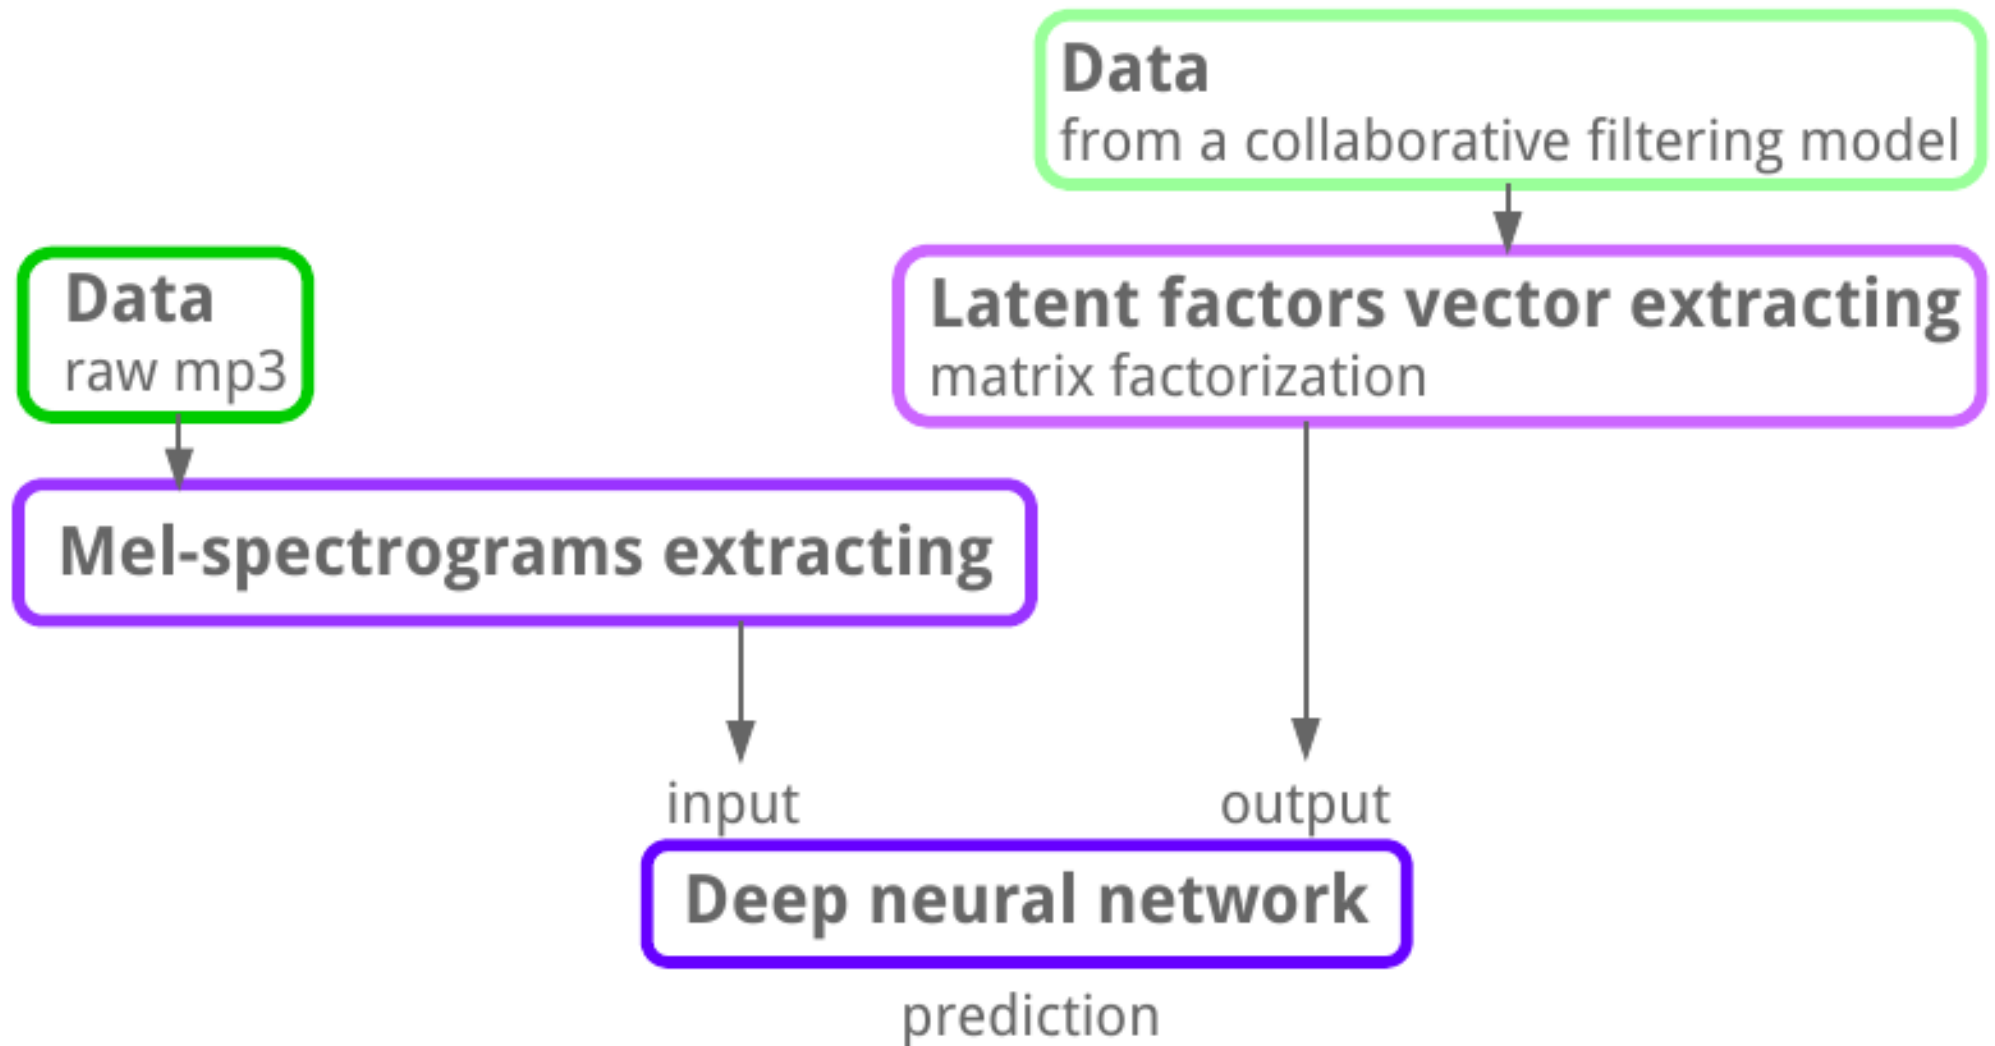 Data
from a collaborative filtering model
Data
raw mp3
Latent factors vector extracting
matrix factorization
Mel-spectrograms extracting
input
output
Deep neural network
prediction